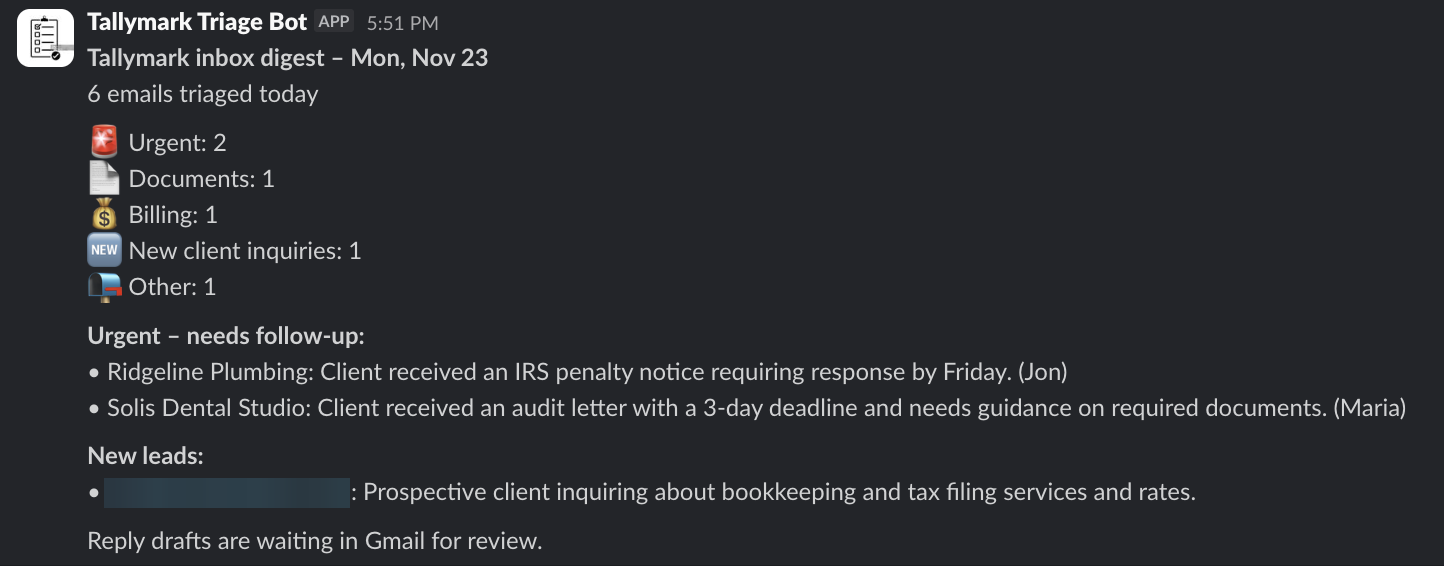 Tallymark Triage Bot APP 5:51 PM
Tallymark inbox digest – Mon, Nov 23
6 emails triaged today
Urgent: 2
Documents: 1
Billing: 1
NEW New client inquiries: 1
Other: 1
Urgent – needs follow-up:
• Ridgeline Plumbing: Client received an IRS penalty notice requiring response by Friday. (Jon)
• Solis Dental Studio: Client received an audit letter with a 3-day deadline and needs guidance on required documents. (Maria)
New leads:
• : Prospective client inquiring about bookkeeping and tax filing services and rates.
Reply drafts are waiting in Gmail for review.